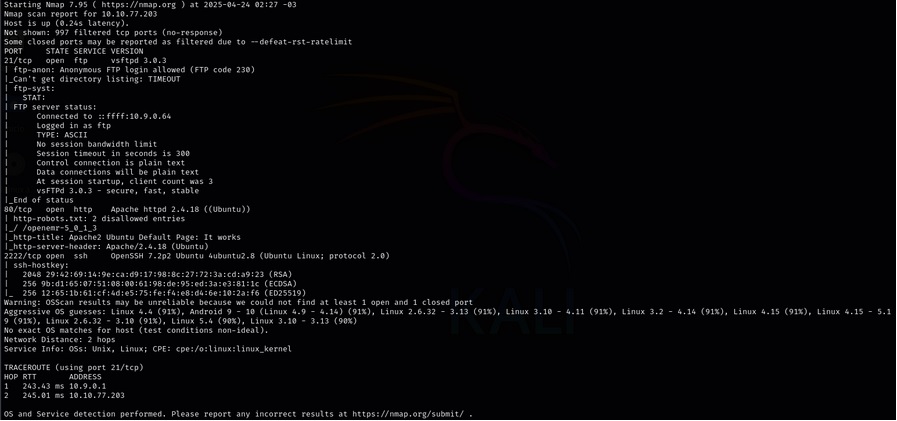 Starting Nmap 7.95 ( https://nmap.org ) at 2025-04-24 02:27 -03
Nmap scan report for 10.10.77.203
Host is up (0.24s latency).
Not shown: 997 filtered tcp ports (no-response)
Some closed ports may be reported as filtered due to --defeat-rst-ratelimit
PORT     STATE SERVICE VERSION
21/tcp   open  ftp     vsftpd 3.0.3
| ftp-anon: Anonymous FTP login allowed (FTP code 230)
|_Can't get directory listing: TIMEOUT
| ftp-syst:
|   STAT:
| FTP server status:
|      Connected to ::ffff:10.9.0.64
|      Logged in as ftp
|      TYPE: ASCII
|      No session bandwidth limit
|      Session timeout in seconds is 300
|      Control connection is plain text
|      Data connections will be plain text
|      At session startup, client count was 3
|      vsFTPd 3.0.3 - secure, fast, stable
|_End of status
80/tcp   open  http    Apache httpd 2.4.18 ((Ubuntu))
| http-robots.txt: 2 disallowed entries
|_/ /openemr-5_0_1_3
|_http-title: Apache2 Ubuntu Default Page: It works
|_http-server-header: Apache/2.4.18 (Ubuntu)
2222/tcp open  ssh     OpenSSH 7.2p2 Ubuntu 4ubuntu2.8 (Ubuntu Linux; protocol 2.0)
| ssh-hostkey:
|   2048 29:42:69:14:9e:ca:d9:17:98:8c:27:72:3a:cd:a9:23 (RSA)
|   256 9b:d1:65:07:51:08:00:61:98:de:95:ed:3a:e3:81:1c (ECDSA)
|_  256 12:65:1b:61:cf:4d:e5:75:fe:f4:e8:d4:6e:10:2a:f6 (ED25519)
Warning: OSScan results may be unreliable because we could not find at least 1 open and 1 closed port
Aggressive OS guesses: Linux 4.4 (91%), Android 9 - 10 (Linux 4.9 - 4.14) (91%), Linux 2.6.32 - 3.13 (91%), Linux 3.10 - 4.11 (91%), Linux 3.2 - 4.14 (91%), Linux 4.15 (91%), Linux 4.15 - 5.1
9 (91%), Linux 2.6.32 - 3.10 (91%), Linux 5.4 (90%), Linux 3.10 - 3.13 (90%)
No exact OS matches for host (test conditions non-ideal).
Network Distance: 2 hops
Service Info: OSs: Unix, Linux; CPE: cpe:/o:linux:linux_kernel
TRACEROUTE (using port 21/tcp)
HOP RTT       ADDRESS
1   243.43 ms 10.9.0.1
2   245.01 ms 10.10.77.203
OS and Service detection performed. Please report any incorrect results at https://nmap.org/submit/ .
KALI